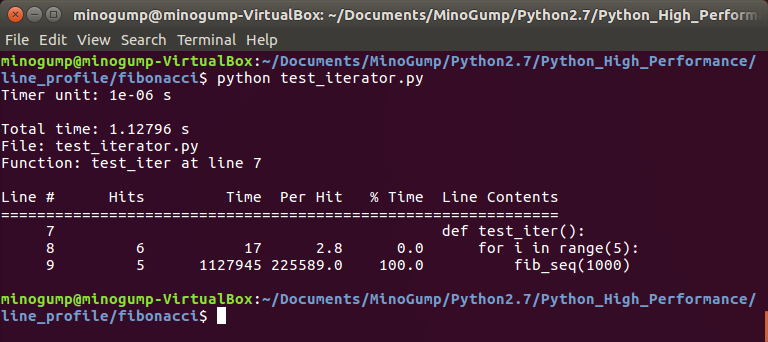 minogump@minogump-VirtualBox: ~/Documents/MinoGump/Python2.7/Python_High_Perform
File Edit View Search Terminal Help
minogump@minogump-VirtualBox:~/Documents/MinoGump/Python2.7/Python_High_Performance/
line_profile/fibonacci$ python test_iterator.py
Timer unit: 1e-06 s
Total time: 1.12796 s
File: test_iterator.py
Function: test_iter at line 7
Line #      Hits         Time  Per Hit   % Time  Line Contents
==============================================================
     7                                           def test_iter():
     8         6           17      2.8      0.0      for i in range(5):
     9         5      1127945 225589.0    100.0          fib_seq(1000)
minogump@minogump-VirtualBox:~/Documents/MinoGump/Python2.7/Python_High_Performance/
line_profile/fibonacci$